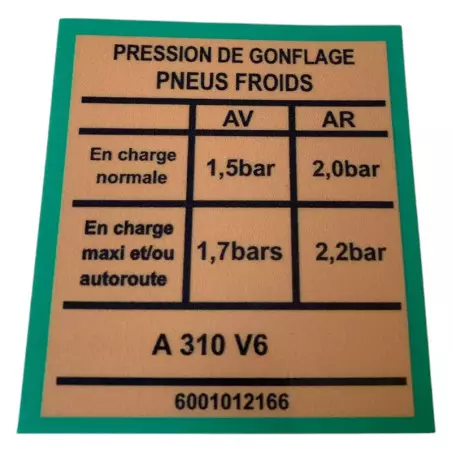 PRESSION DE GONFLAGE
PNEUS FROIDS
AV AR
En charge
normale
1,5bar 2,0bar
En charge
maxi et/ou
autoroute
1,7bars 2,2bar
A 310 V6
6001012166